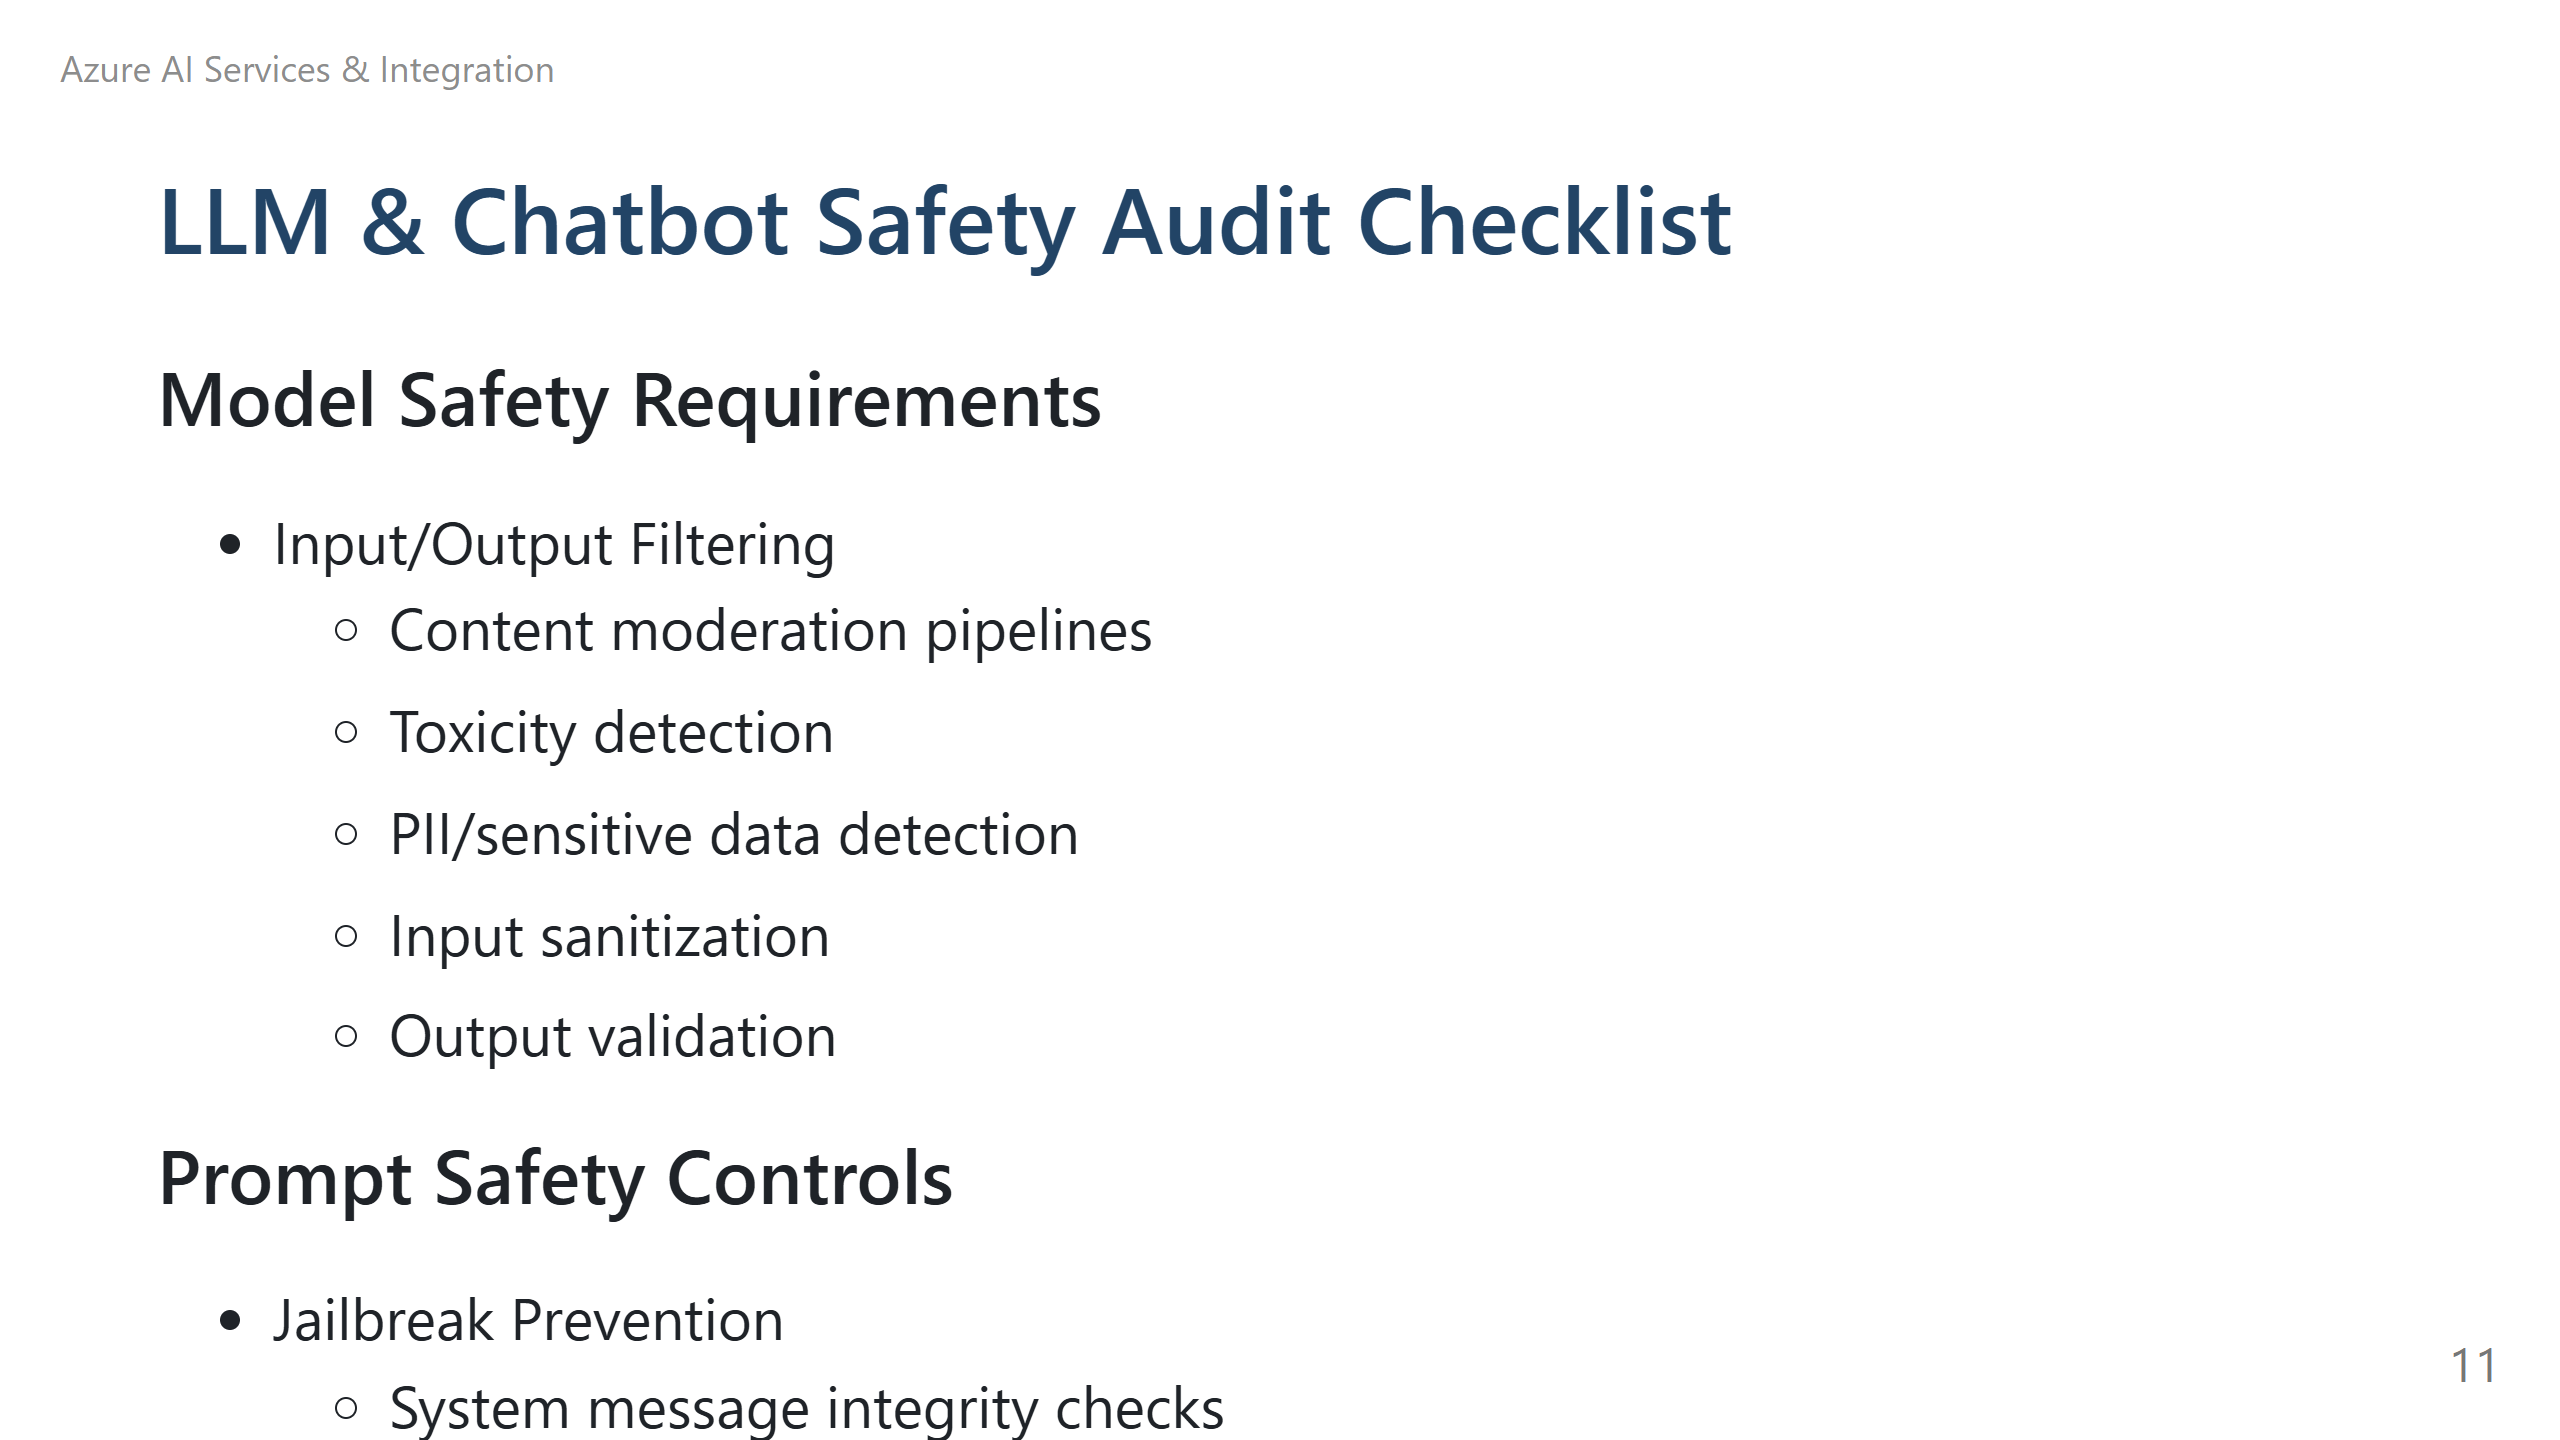 Azure AI Services & Integration
LLM & Chatbot Safety Audit Checklist
Model Safety Requirements
Input/Output Filtering
Content moderation pipelines
Toxicity detection
PII/sensitive data detection
Input sanitization
Output validation
Prompt Safety Controls
Jailbreak Prevention
System message integrity checks
11